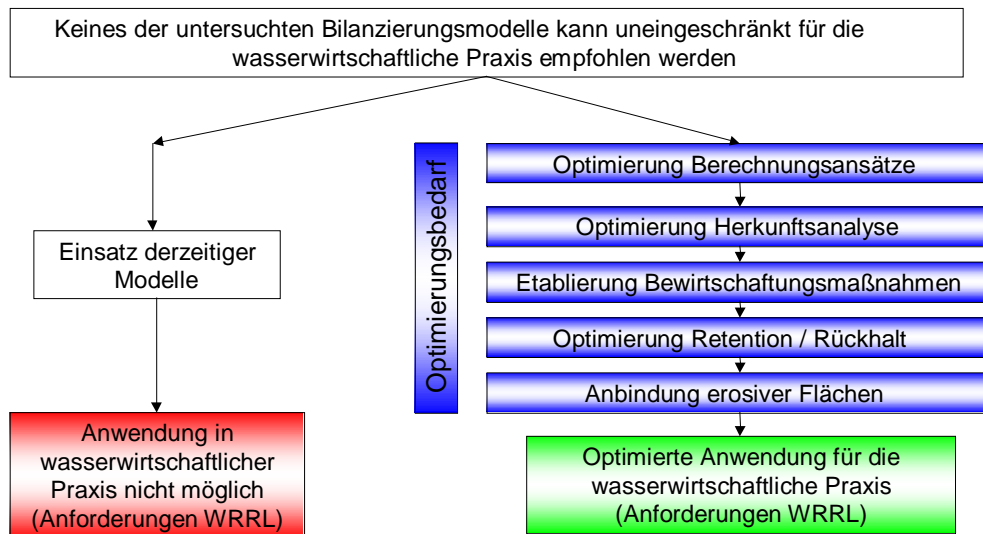 Keines der untersuchten Bilanzierungsmodelle kann uneingeschränkt für die
wasserwirtschaftliche Praxis empfohlen werden
Einsatz derzeitiger
Modelle
Anwendung in
wasserwirtschaftlicher
Praxis nicht möglich
(Anforderungen WRRL)
Optimierungsbedarf
Optimierung Berechnungsansätze
Optimierung Herkunftsanalyse
Etablierung Bewirtschaftungsmaßnahmen
Optimierung Retention / Rückhalt
Anbindung erosiver Flächen
Optimierte Anwendung für die
wasserwirtschaftliche Praxis
(Anforderungen WRRL)